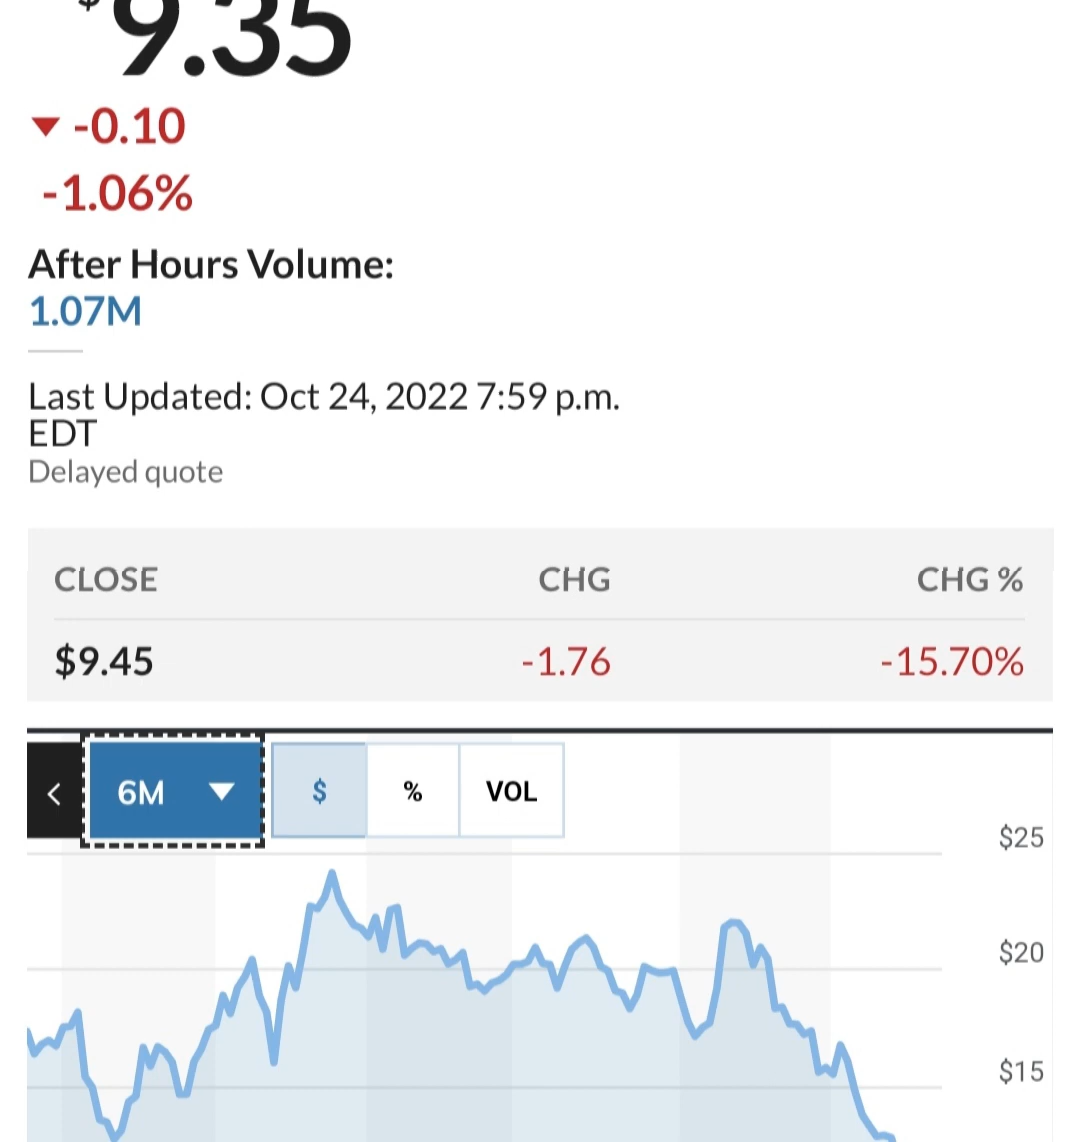 $9.35
-0.10
-1.06%
After Hours Volume:
1.07M
Last Updated: Oct 24, 2022 7:59 p.m.
EDT
Delayed quote
CLOSE CHG CHG %
$9.45 -1.76 -15.70%
6M $ % VOL
$25
$20
$15